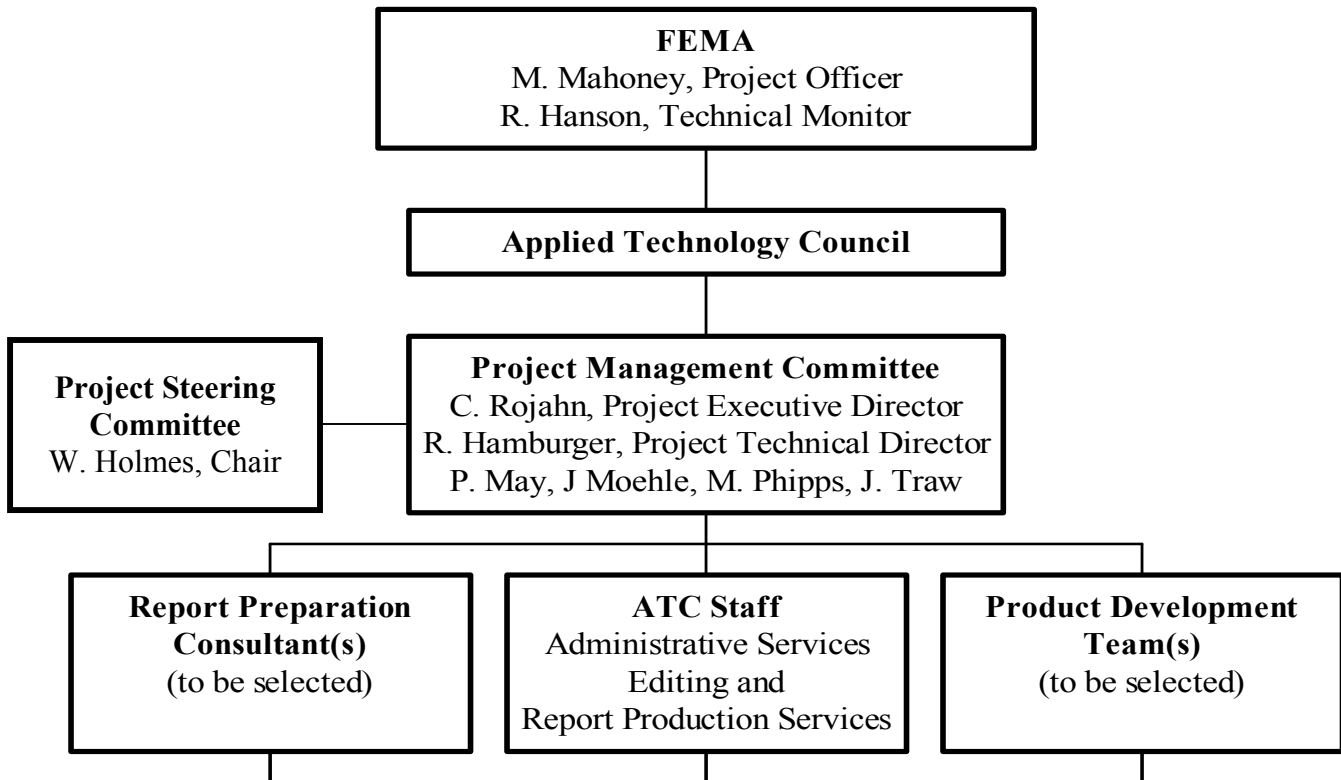 FEMA
M. Mahoney, Project Officer
R. Hanson, Technical Monitor
Applied Technology Council
Project Steering
Committee
W. Holmes, Chair
Project Management Committee
C. Rojahn, Project Executive Director
R. Hamburger, Project Technical Director
P. May, J Moehle, M. Phipps, J. Traw
Report Preparation
Consultant(s)
(to be selected)
ATC Staff
Administrative Services
Editing and
Report Production Services
Product Development
Team(s)
(to be selected)